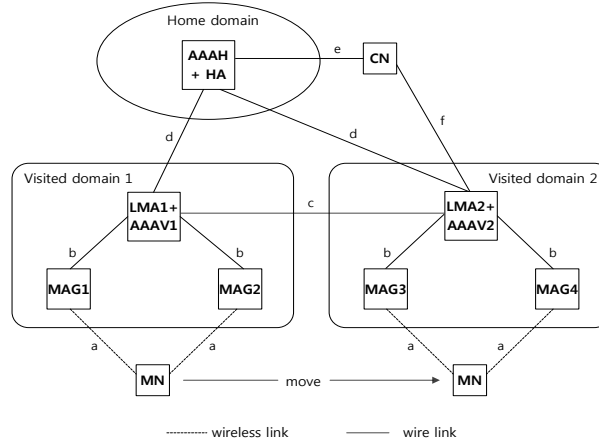 Home domain
AAAH
+ HA
e
CN
d
d
f
Visited domain 1
Visited domain 2
LMA1+
AAAV1
c
LMA2+
AAAV2
b
b
b
b
MAG1
MAG2
MAG3
MAG4
a
a
a
a
MN
move
MN
wireless link
wire link